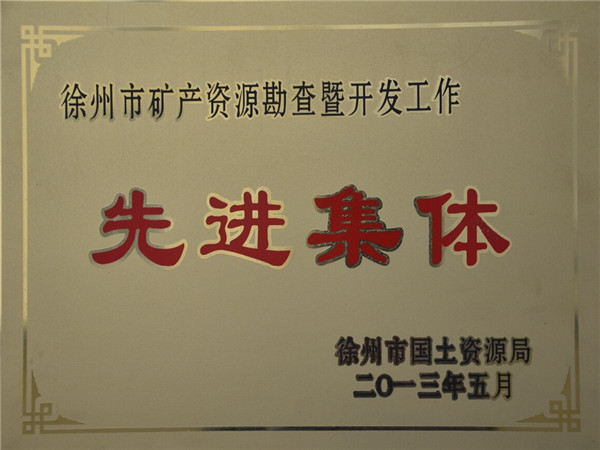 徐州市矿产资源勘查暨开发工作
先进集体
徐州市国土资源局
二〇一三年五月